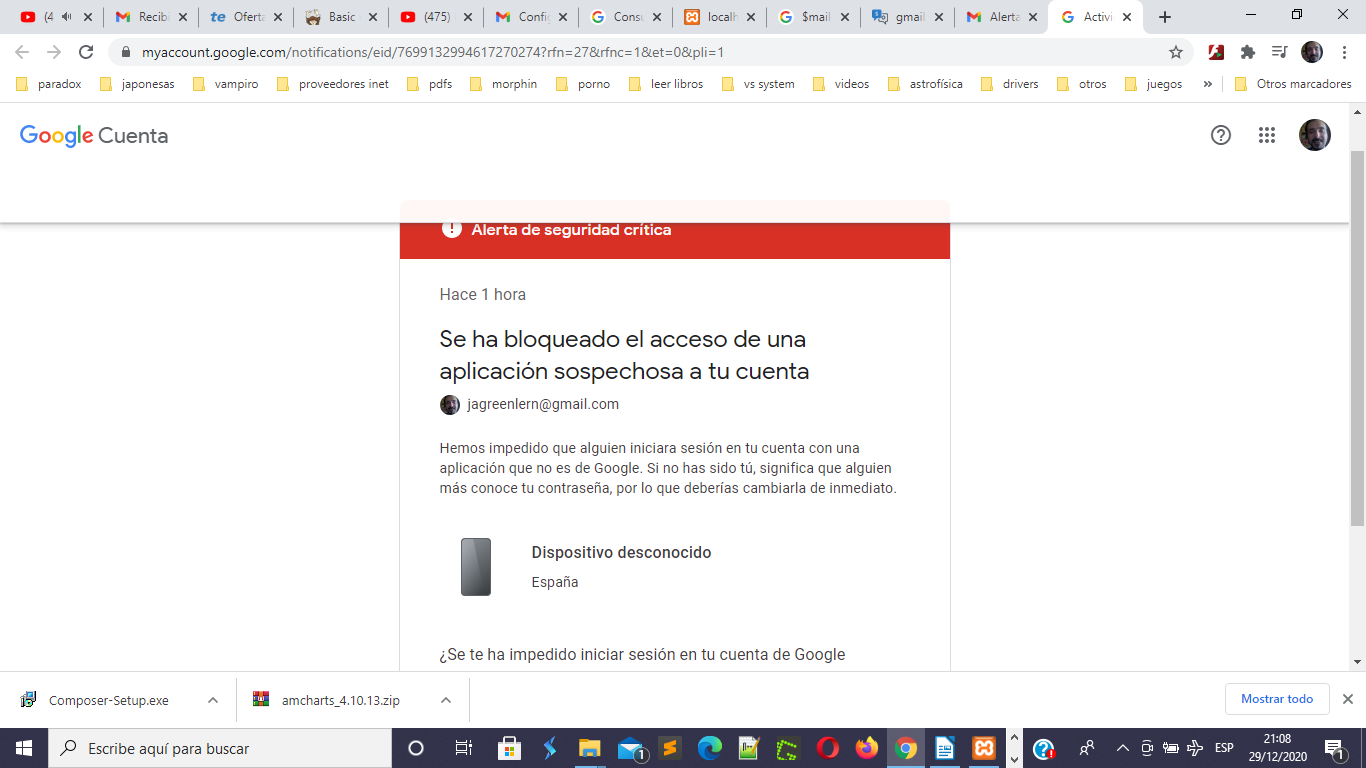 (4
Recibi
Oferta
Basic
(475)
Config
Consu
localh
$mail
gmail
Alerta
Activi
myaccount.google.com/notifications/eid/7699132994617270274?rfn=27&rfnc=1&et=0&pli=1
paradox
japonesas
vampiro
proveedores inet
pdfs
morphin
porno
leer libros
vs system
videos
astrofísica
drivers
otros
juegos
»
Otros marcadores
Google Cuenta
Alerta de seguridad crítica
Hace 1 hora
Se ha bloqueado el acceso de una
aplicación sospechosa a tu cuenta
jagreenlern@gmail.com
Hemos impedido que alguien iniciara sesión en tu cuenta con una
aplicación que no es de Google. Si no has sido tú, significa que alguien
más conoce tu contraseña, por lo que deberías cambiarla de inmediato.
Dispositivo desconocido
España
¿Se te ha impedido iniciar sesión en tu cuenta de Google
Composer-Setup.exe
amcharts_4.10.13.zip
Mostrar todo
Escribe aquí para buscar
1
ESP
21:08
29/12/2020
1